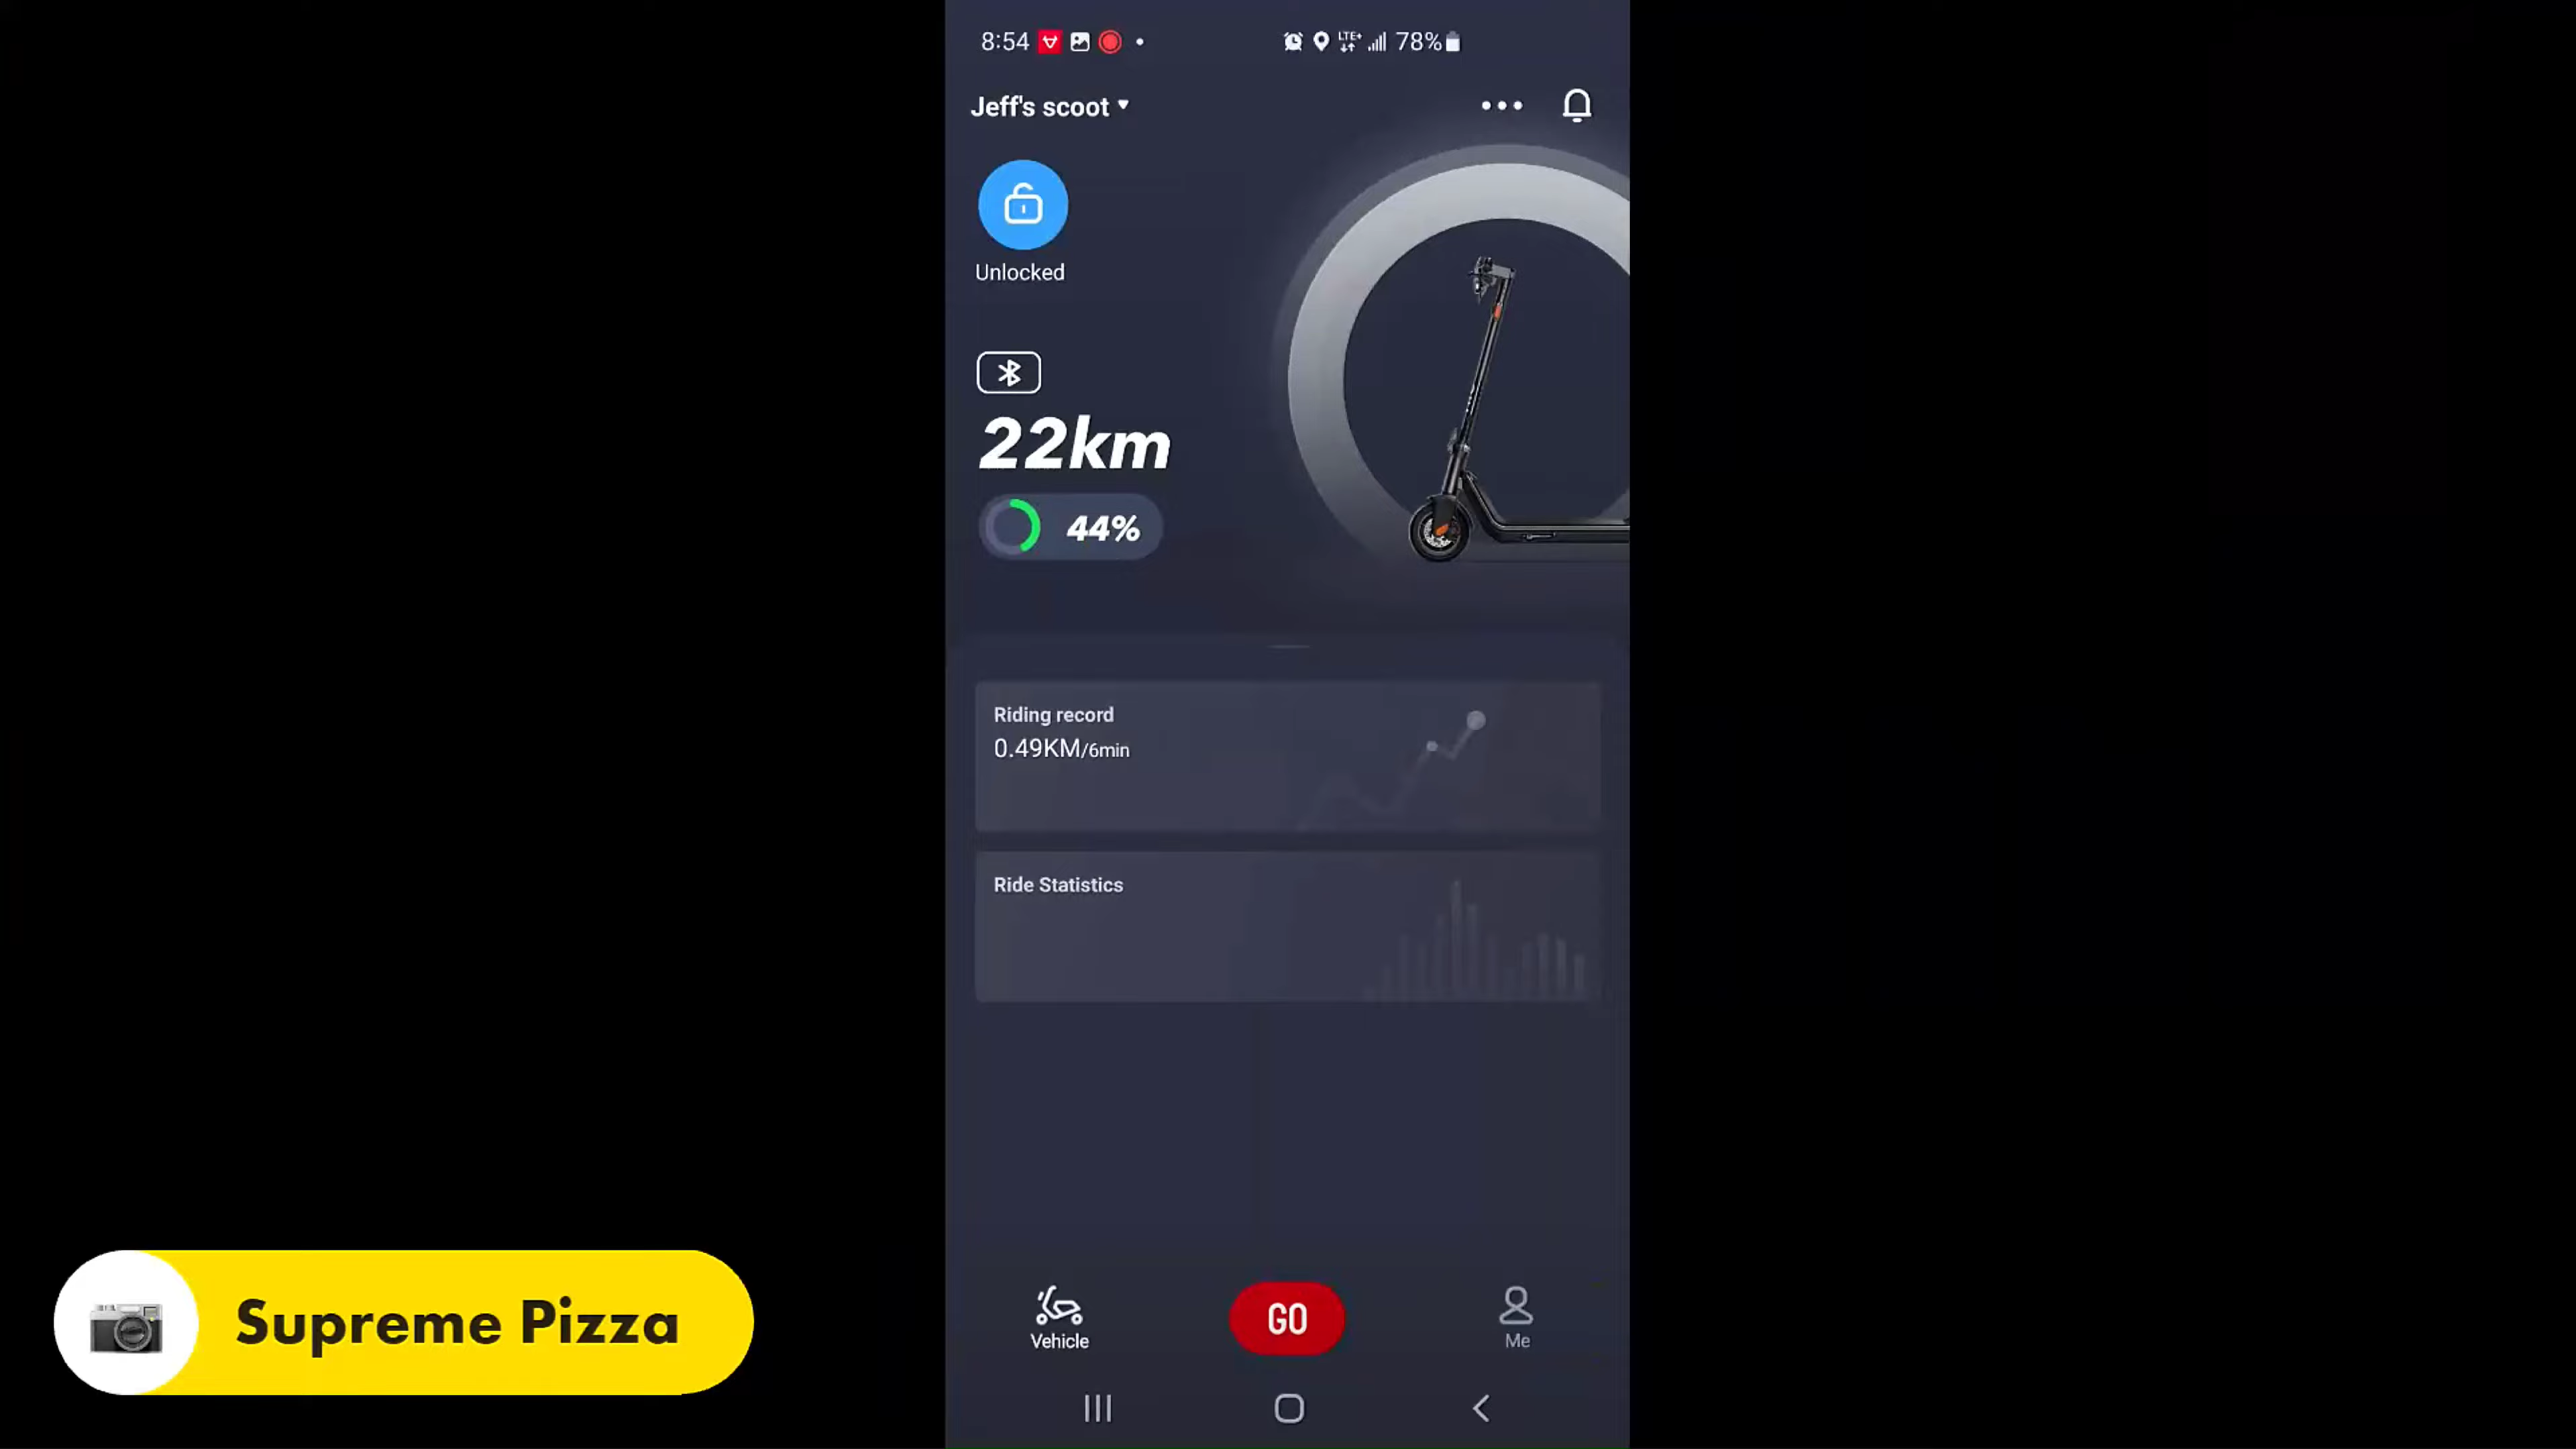 8:54
LTE+
78%
Jeff's scoot
Unlocked
22km
44%
Riding record
0.49KM/6min
Ride Statistics
Vehicle
GO
Me
Supreme Pizza